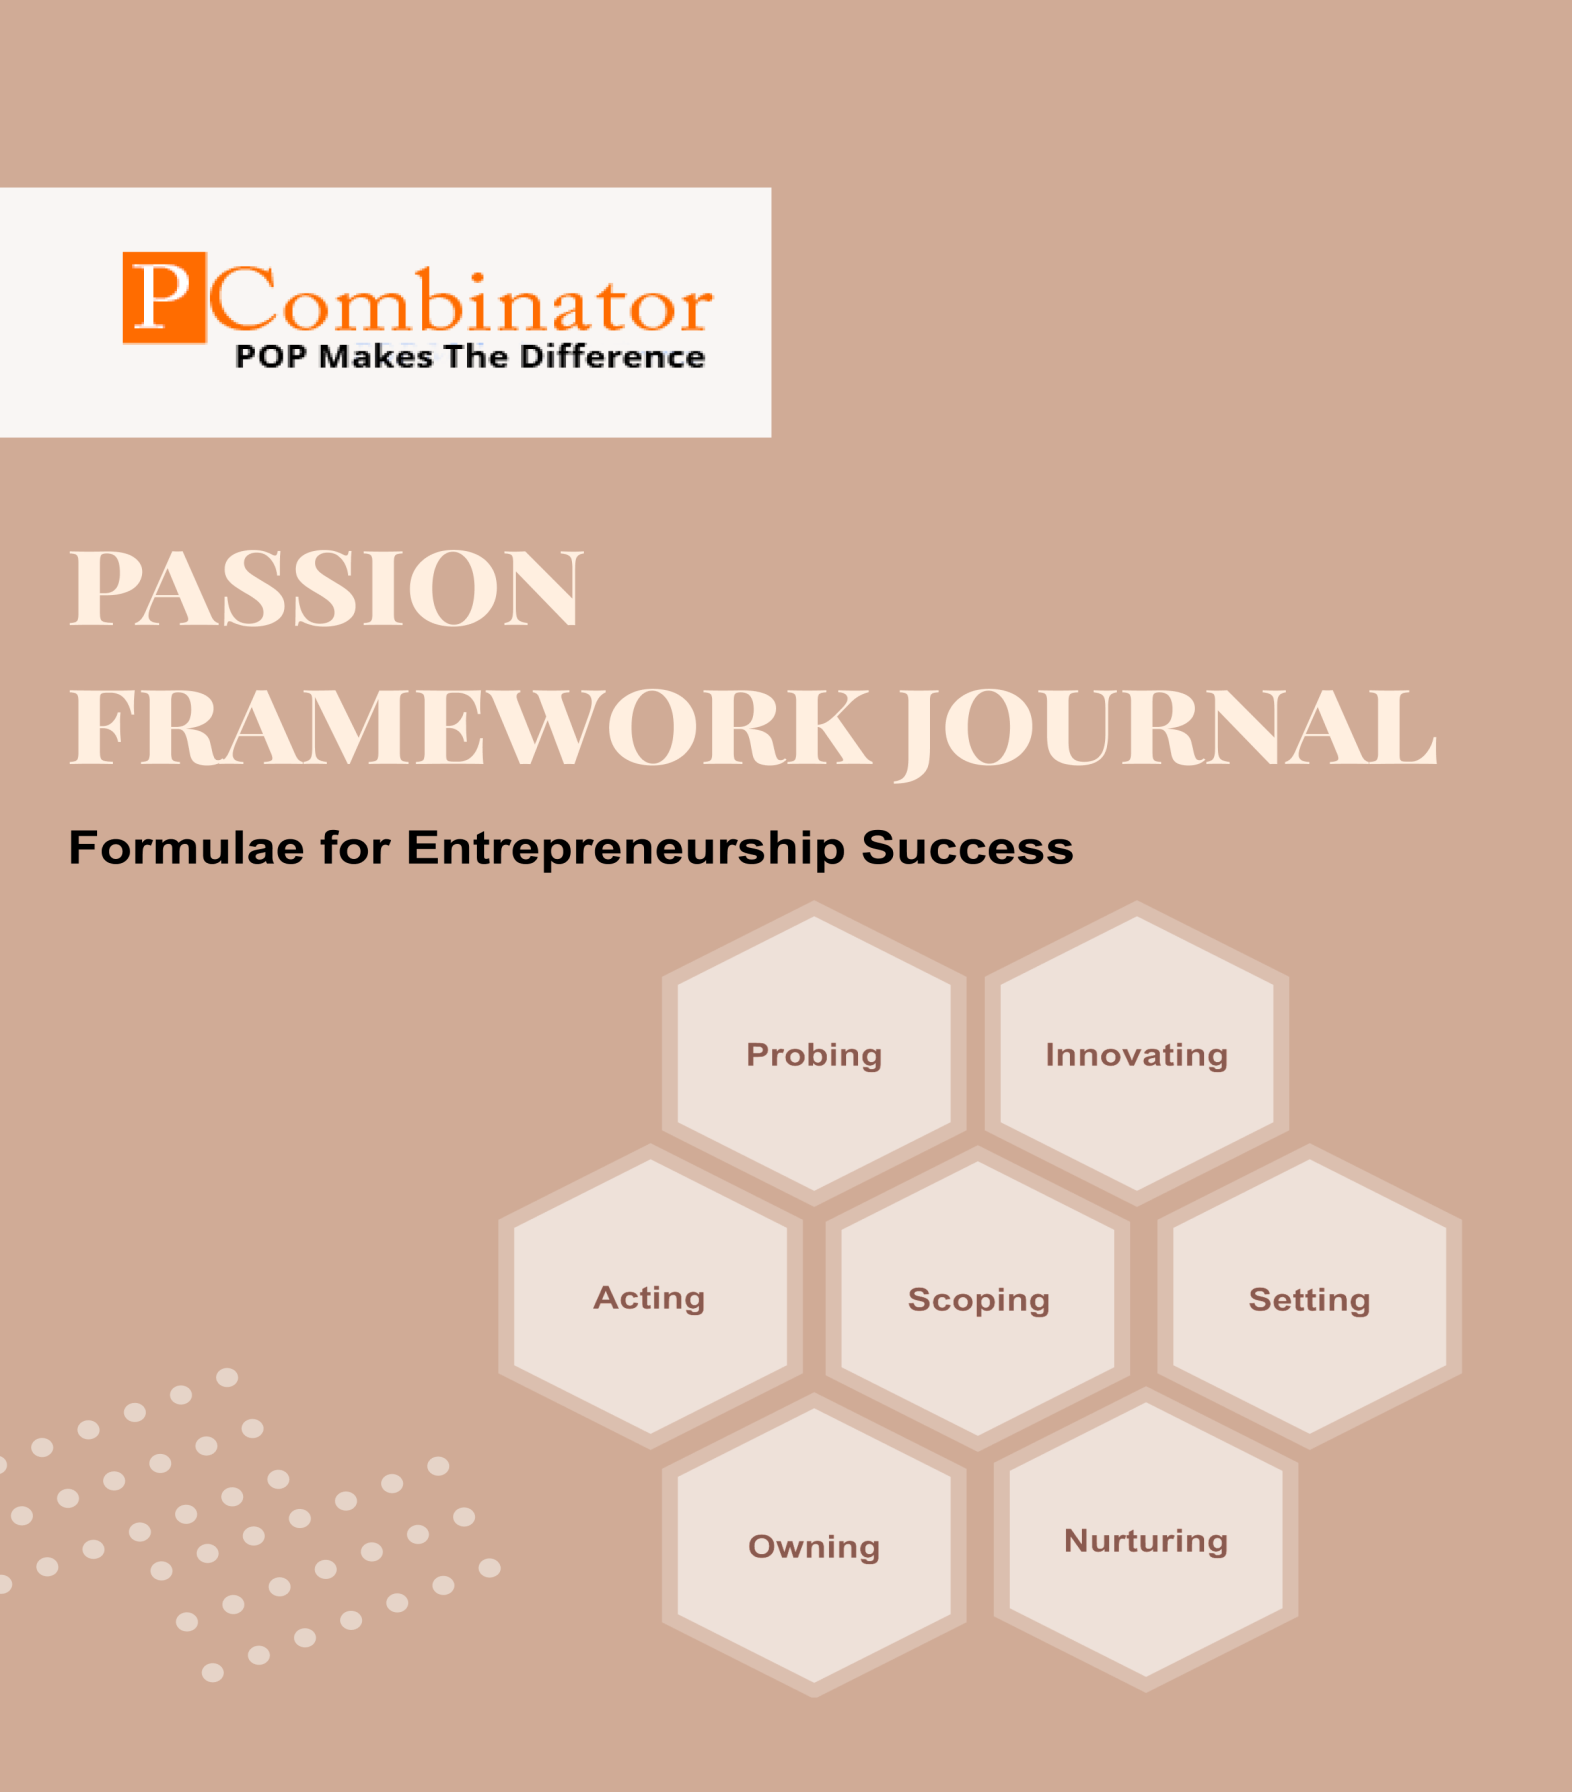 PCombinator
POP Makes The Difference
PASSION
FRAMEWORK JOURNAL
Formulae for Entrepreneurship Success
Probing
Innovating
Acting
Scoping
Setting
Owning
Nurturing